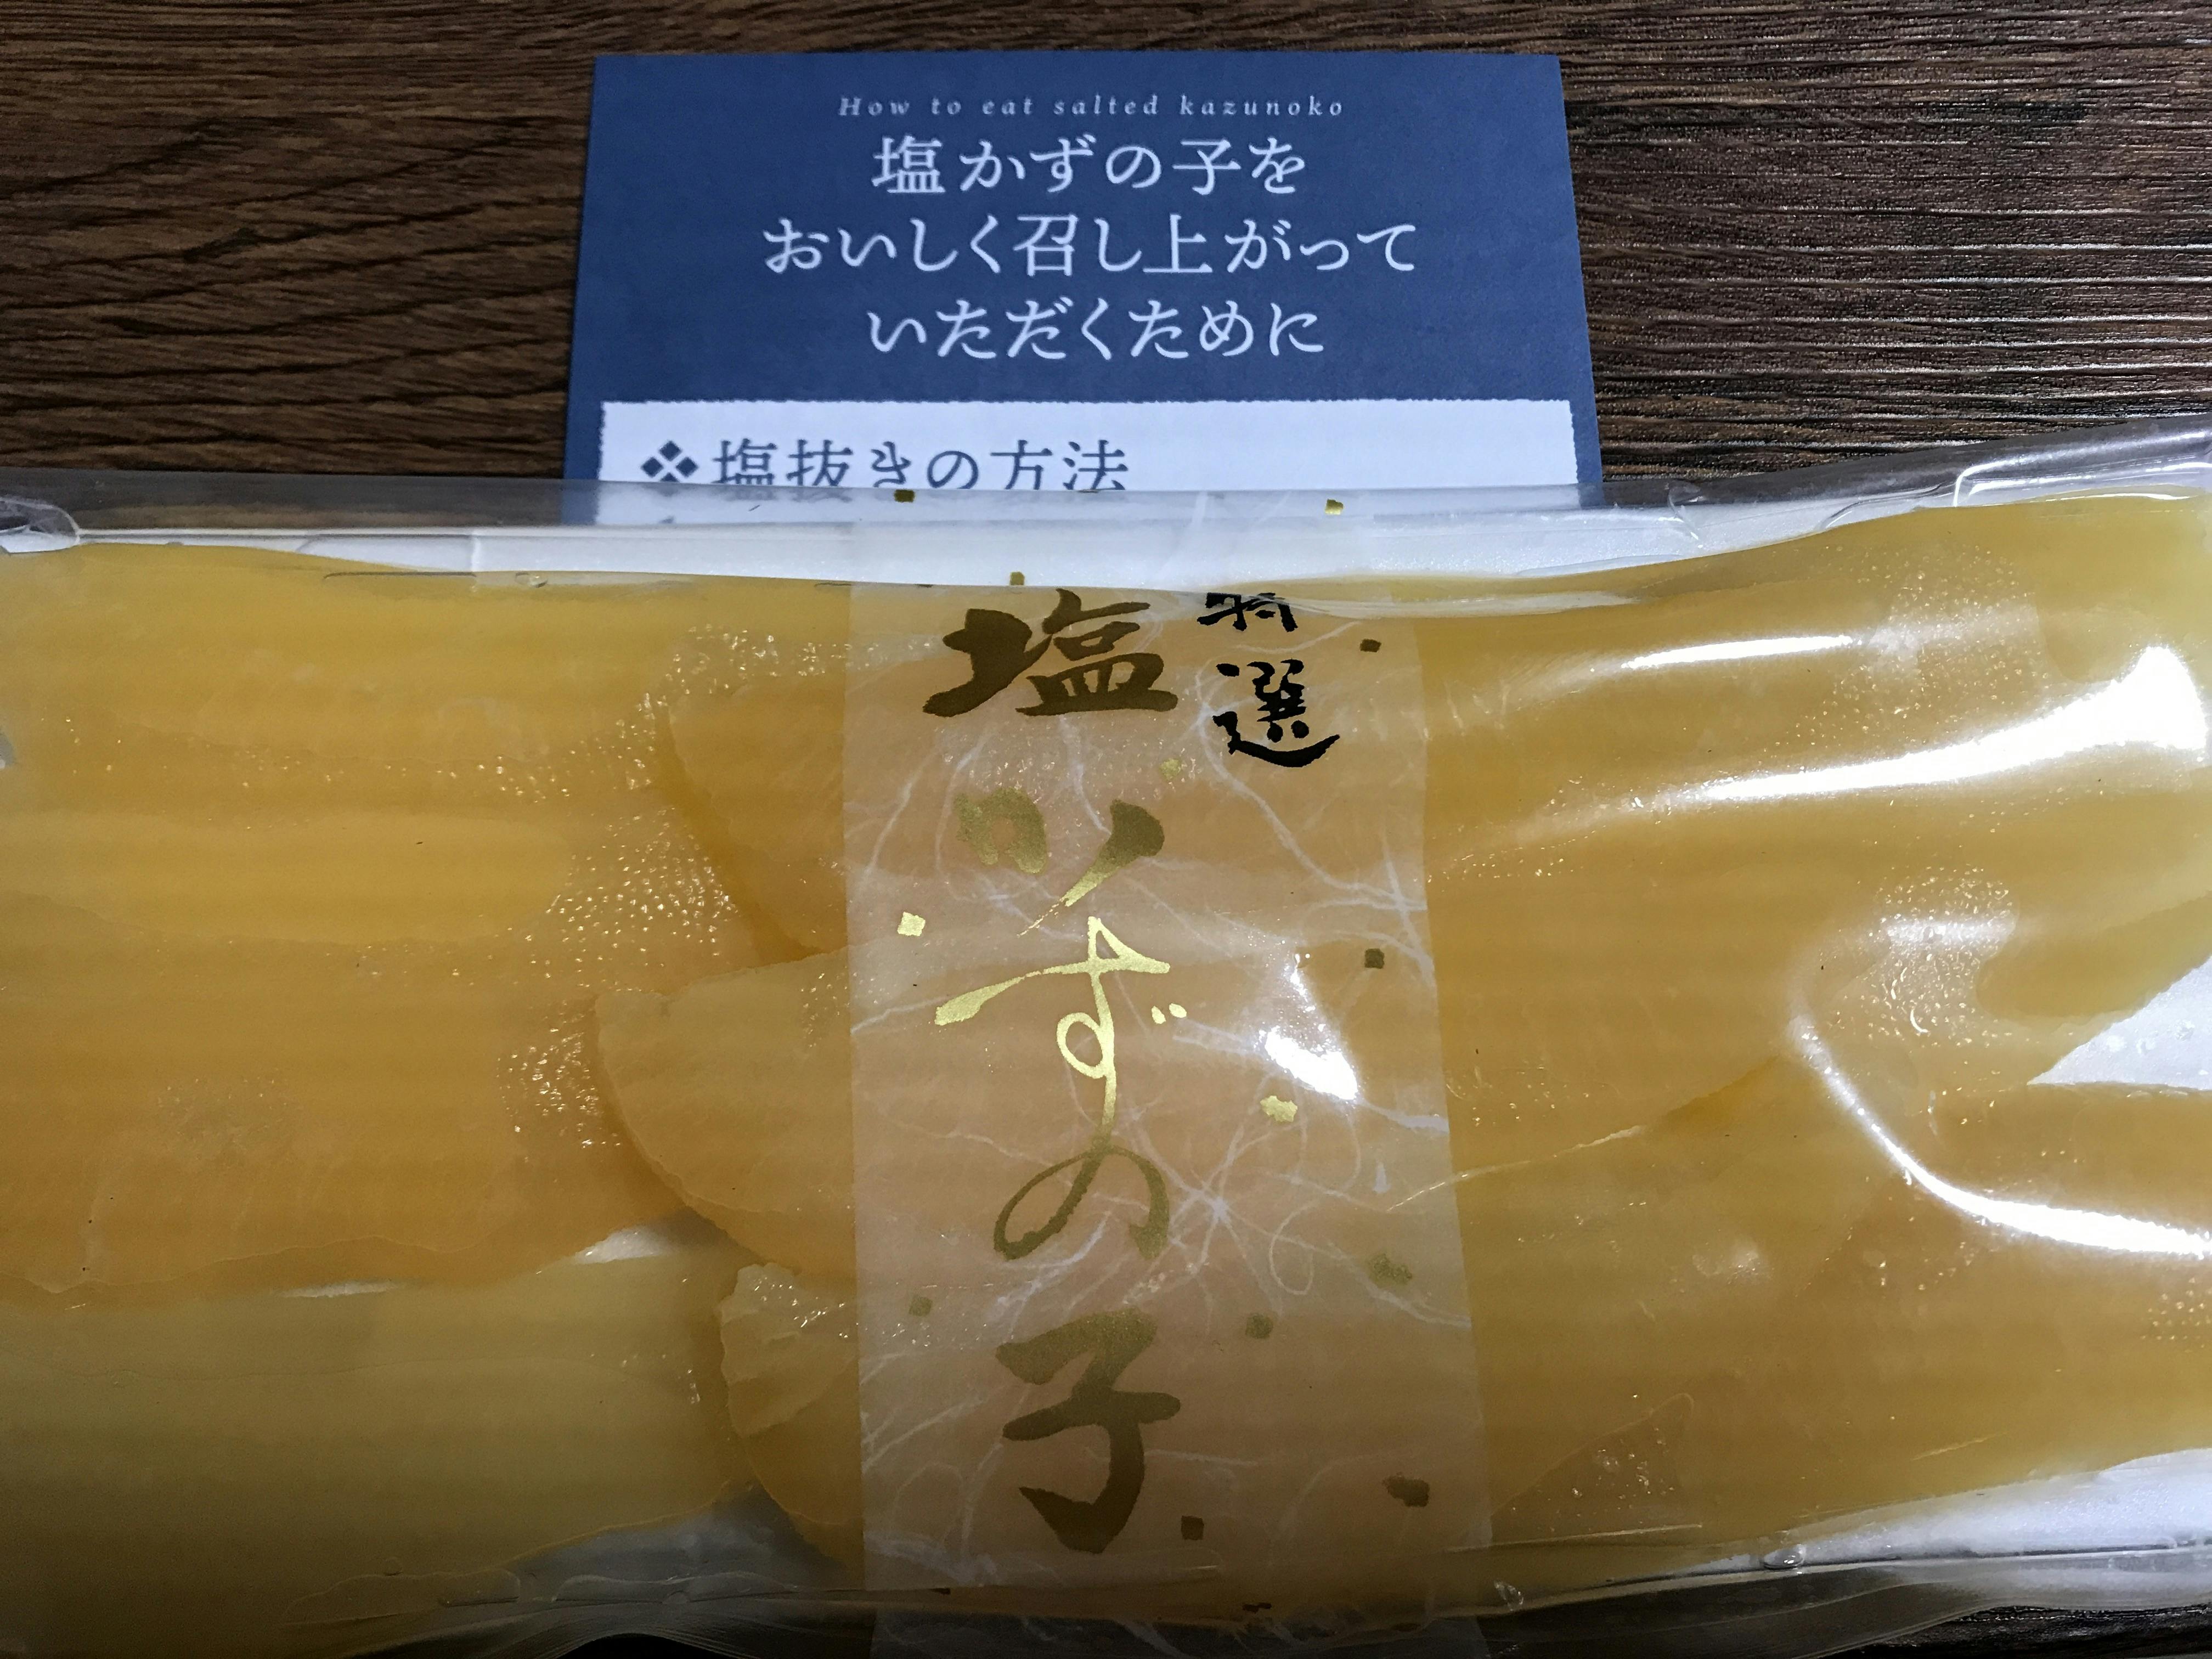 How to eat salted kazunoko
塩かずの子を
おいしく召し上がって
いただくために
❖塩抜きの方法
特選
塩かずの子